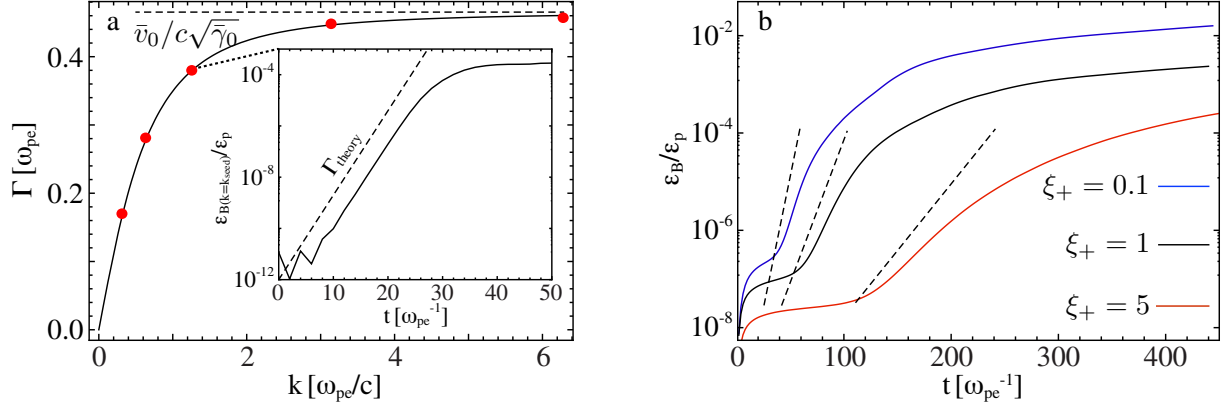 a
v̄₀/c√γ̄₀
Γ [ωpe]
0.4
0.2
0.0
0
2
4
6
k [ωpe/c]
εB(k=kseed)/εp
10⁻⁴
10⁻⁸
10⁻¹²
Γtheory
0 10 20 30 40 50
t [ωpe⁻¹]
b
εB/εp
10⁻²
10⁻⁴
10⁻⁶
10⁻⁸
ξ₊ = 0.1
ξ₊ = 1
ξ₊ = 5
0 100 200 300 400
t [ωpe⁻¹]